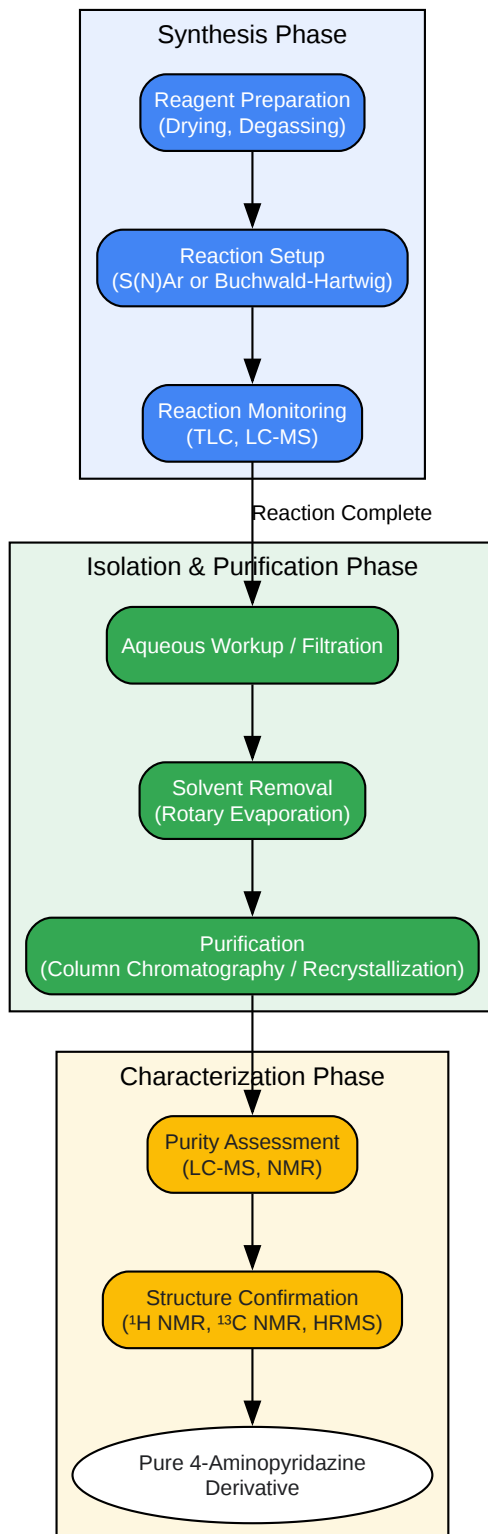 Synthesis Phase
Reagent Preparation
(Drying, Degassing)
Reaction Setup
(S(N)Ar or Buchwald-Hartwig)
Reaction Monitoring
(TLC, LC-MS)
Reaction Complete
Isolation & Purification Phase
Aqueous Workup / Filtration
Solvent Removal
(Rotary Evaporation)
Purification
(Column Chromatography / Recrystallization)
Characterization Phase
Purity Assessment
(LC-MS, NMR)
Structure Confirmation
(¹H NMR, ¹³C NMR, HRMS)
Pure 4-Aminopyridazine
Derivative